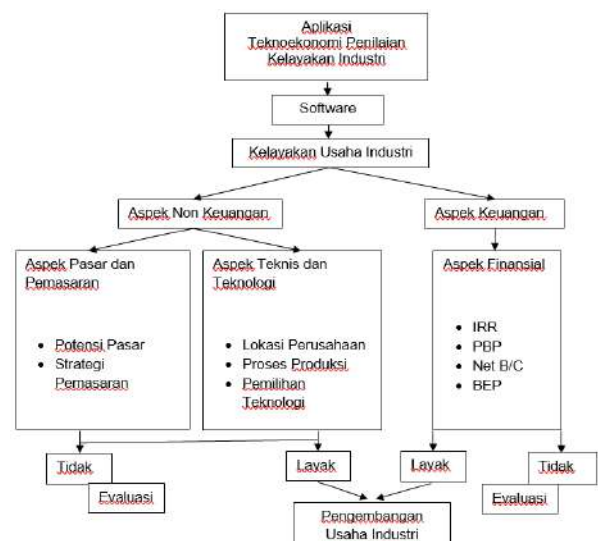 Aplikasi
Teknoekonomi Penilaian
Kelayakan Industri
Software
Kelayakan Usaha Industri
Aspek Non Keuangan
Aspek Keuangan
Aspek Pasar dan
Pemasaran
• Potensi Pasar
• Strategi
Pemasaran
Aspek Teknis dan
Teknologi
• Lokasi Perusahaan
• Proses Produksi
• Pemilihan
Teknologi
Aspek Finansial
• IRR
• PBP
• Net B/C
• BEP
Tidak
Evaluasi
Layak
Layak
Tidak
Evaluasi
Pengembangan
Usaha Industri